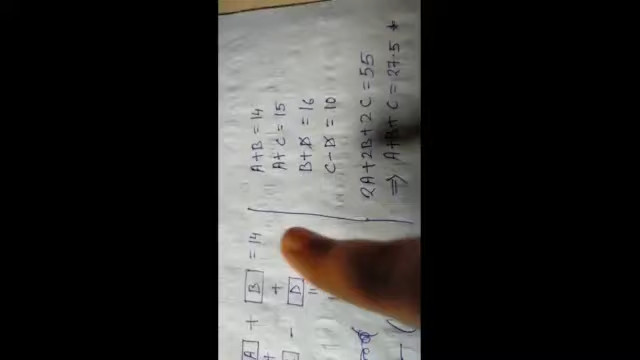 A + B = 14
+ +
- D
=
A+B = 14
A+C = 15
B+D = 16
C-D = 10
2A+2B+2C = 55
⇒ A+B+C = 27.5